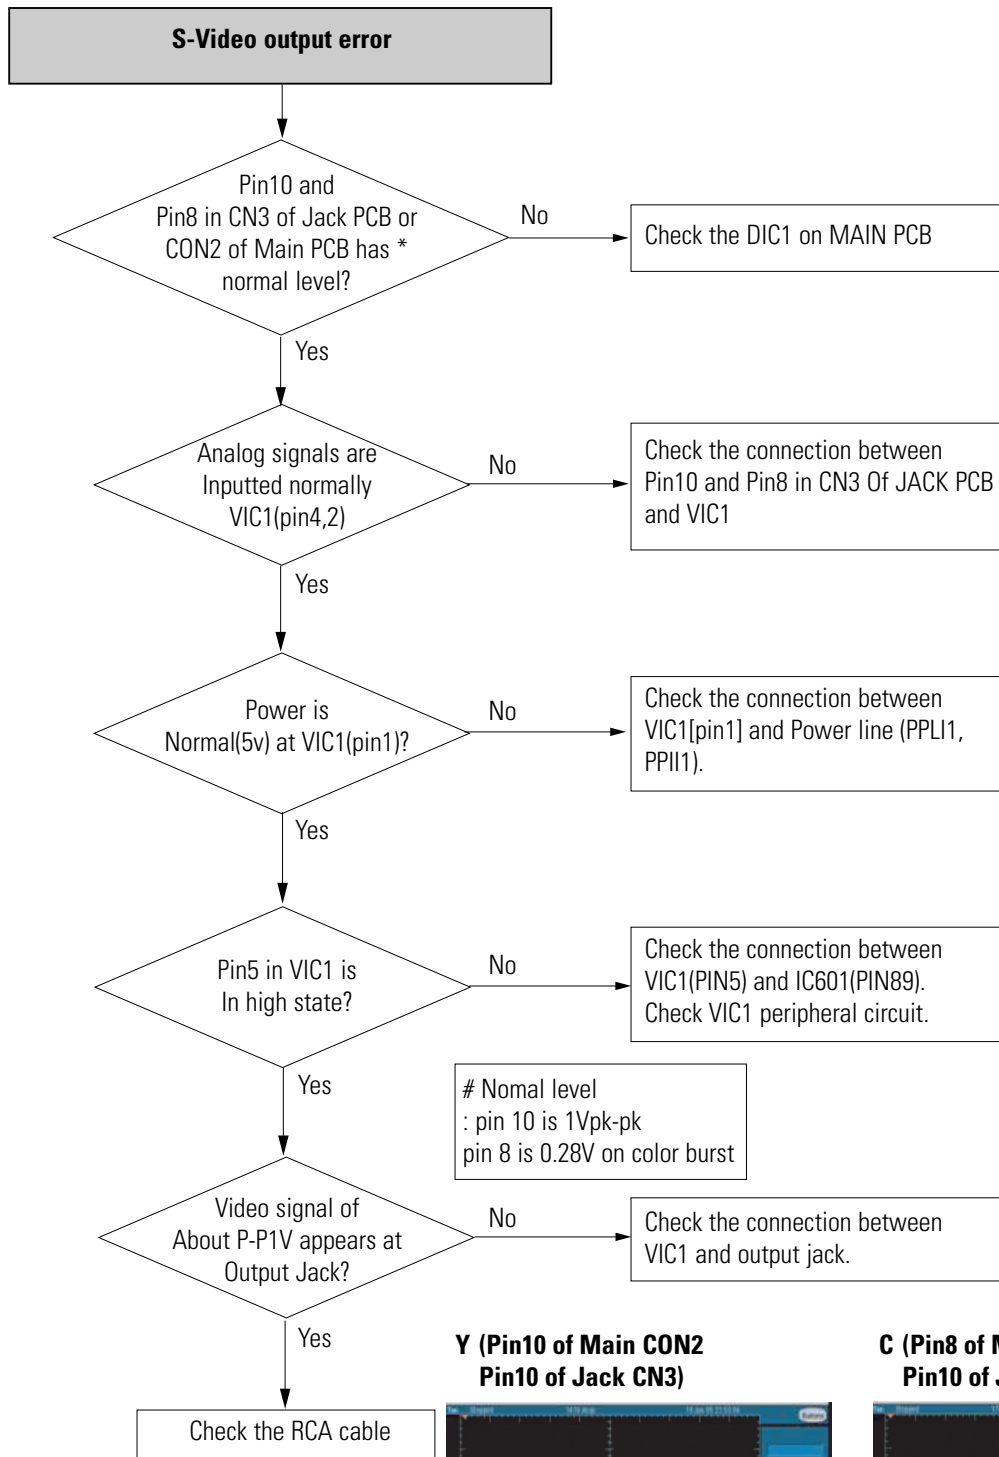 S-Video output error
Pin10 and
Pin8 in CN3 of Jack PCB or
CON2 of Main PCB has *
normal level?
No
Check the DIC1 on MAIN PCB
Yes
Analog signals are
Inputted normally
VIC1(pin4,2)
No
Check the connection between
Pin10 and Pin8 in CN3 Of JACK PCB
and VIC1
Yes
Power is
Normal(5v) at VIC1(pin1)?
No
Check the connection between
VIC1[pin1] and Power line (PPLI1,
PPII1).
Yes
Pin5 in VIC1 is
In high state?
No
Check the connection between
VIC1(PIN5) and IC601(PIN89).
Check VIC1 peripheral circuit.
Yes
# Nomal level
: pin 10 is 1Vpk-pk
pin 8 is 0.28V on color burst
Video signal of
About P-P1V appears at
Output Jack?
No
Check the connection between
VIC1 and output jack.
Yes
Check the RCA cable
Y (Pin10 of Main CON2
Pin10 of Jack CN3)
C (Pin8 of
Pin10 of